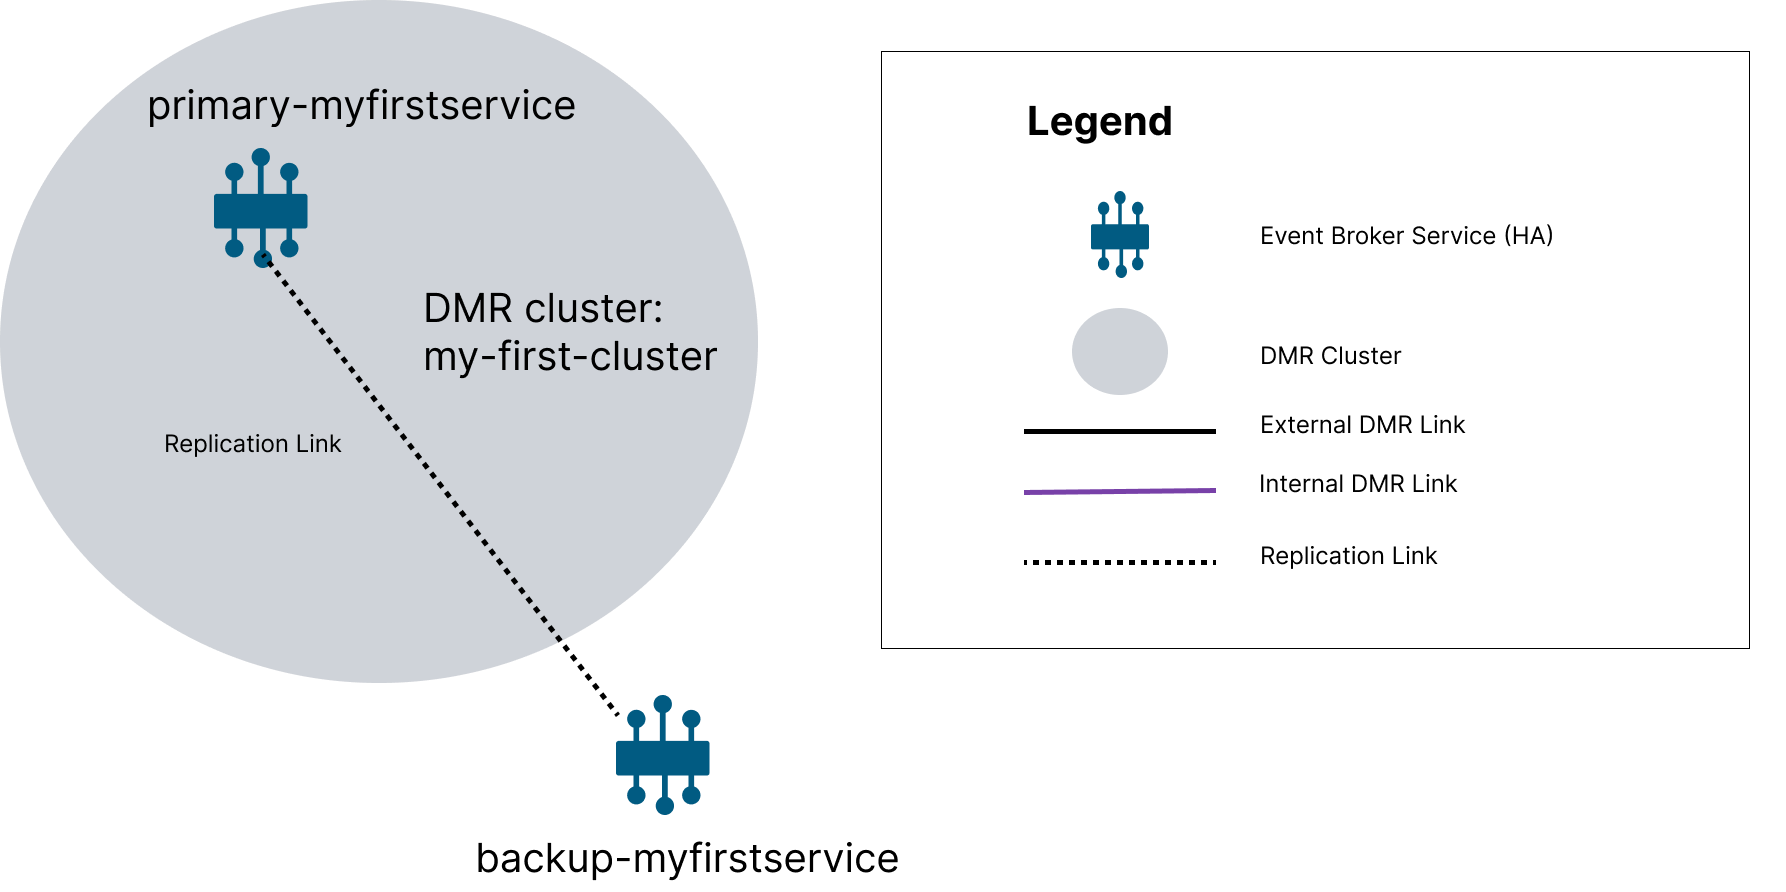 primary-myfirstservice
DMR cluster:
my-first-cluster
Replication Link
backup-myfirstservice
Legend
Event Broker Service (HA)
DMR Cluster
External DMR Link
Internal DMR Link
Replication Link